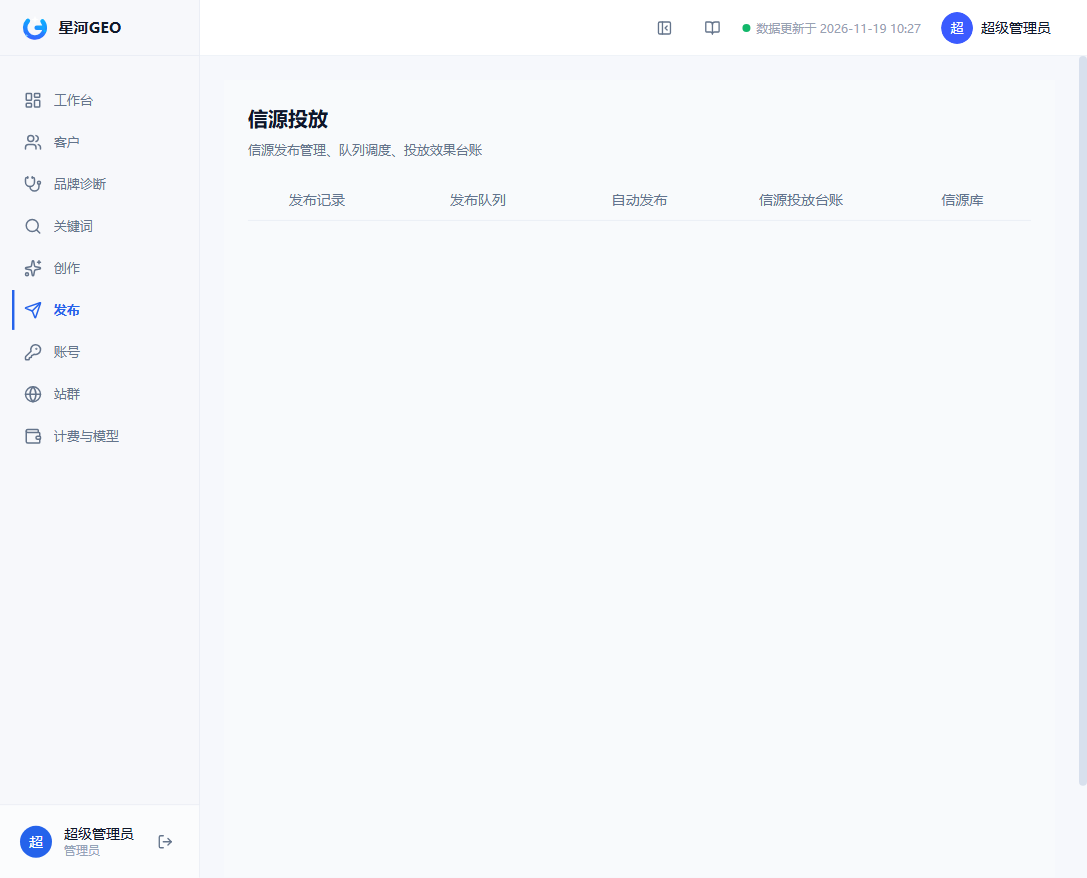 星河GEO
数据更新于 2026-11-19 10:27
超
超级管理员
工作台
客户
品牌诊断
关键词
创作
发布
账号
站群
计费与模型
信源投放
信源发布管理、队列调度、投放效果台账
发布记录
发布队列
自动发布
信源投放台账
信源库
超
超级管理员
管理员